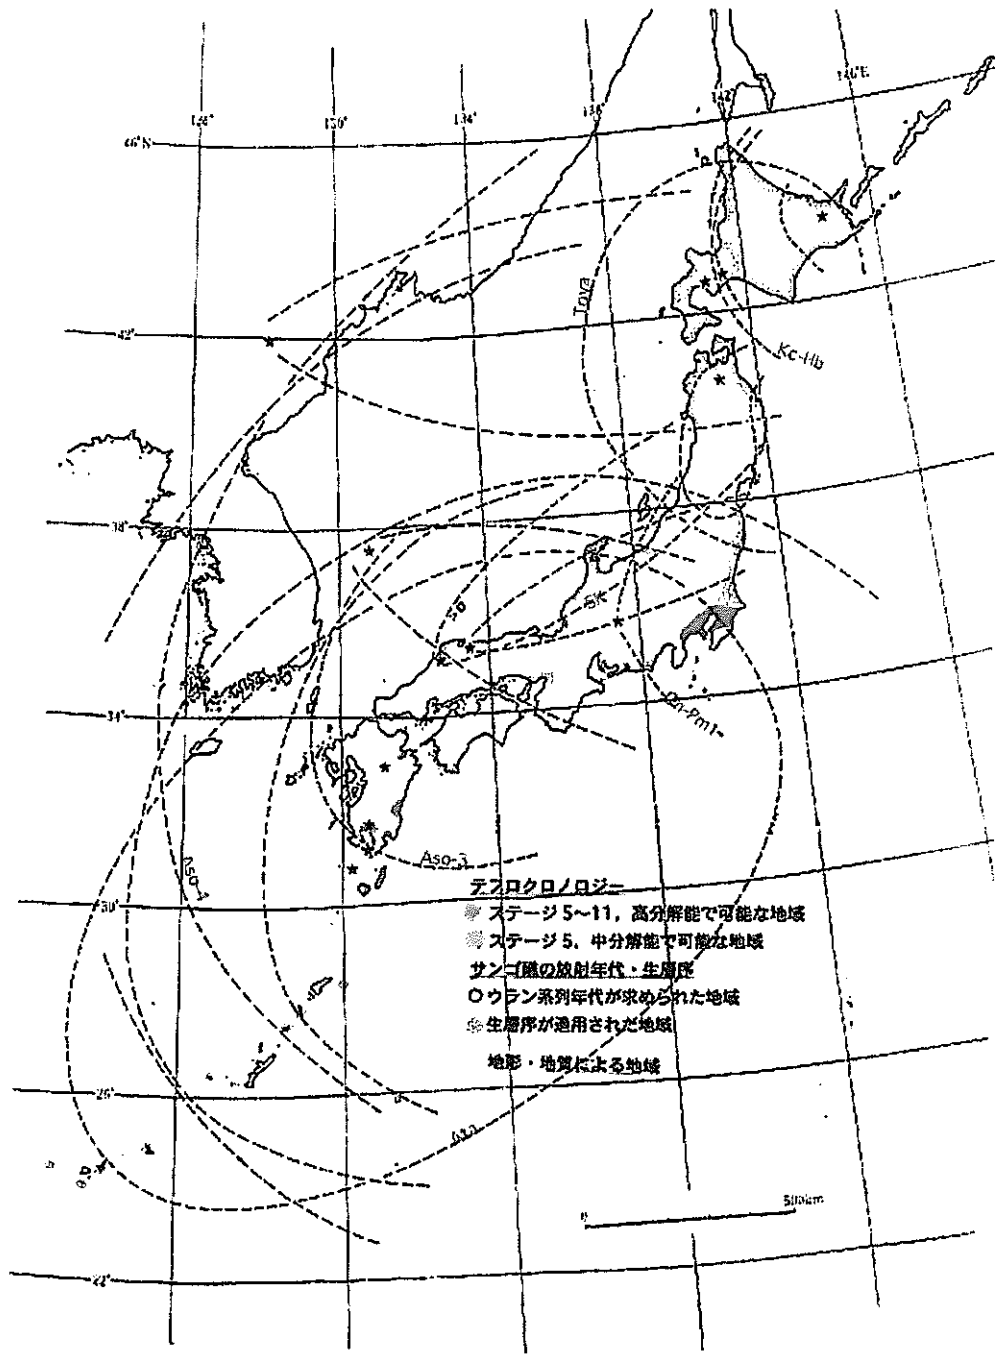 146°E
142°
134°
130°
46°N
Toya
42°
Kc-Hb
38°
SK
34°
On-Pm1
Aso-3
テフロクロノロジー
30°
ステージ5～11，高分解能で可能な地域
ステージ5，中分解能で可能な地域
サンゴ礁の放射年代・生層序
ウラン系列年代が求められた地域
生層序が適用された地域
地形・地質による地域
26°
0
500km
22°